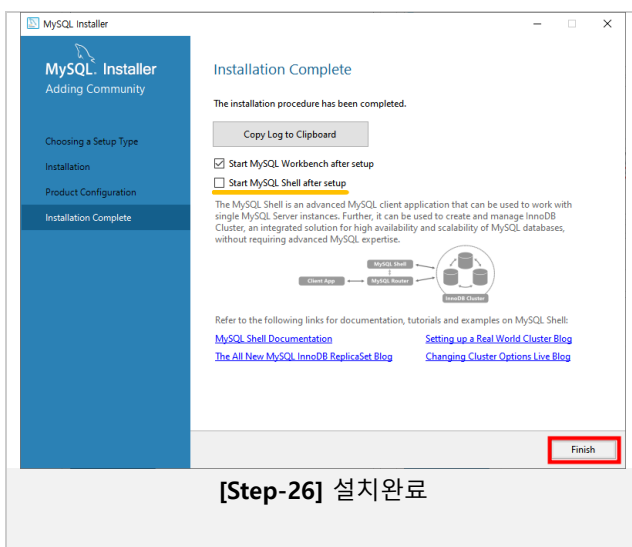 MySQL Installer
MySQL. Installer
Adding Community
Choosing a Setup Type
Installation
Product Configuration
Installation Complete
Installation Complete
The installation procedure has been completed.
Copy Log to Clipboard
Start MySQL Workbench after setup
Start MySQL Shell after setup
The MySQL Shell is an advanced MySQL client application that can be used to work with
single MySQL Server instances. Further, it can be used to create and manage InnoDB
Cluster, an integrated solution for high availability and scalability of MySQL databases,
without requiring advanced MySQL expertise.
MySQL Shell
Client App
MySQL Router
InnoDB Cluster
Refer to the following links for documentation, tutorials and examples on MySQL Shell:
MySQL Shell Documentation
Setting up a Real World Cluster Blog
The All New MySQL InnoDB ReplicaSet Blog
Changing Cluster Options Live Blog
Finish
[Step-26] 설치완료